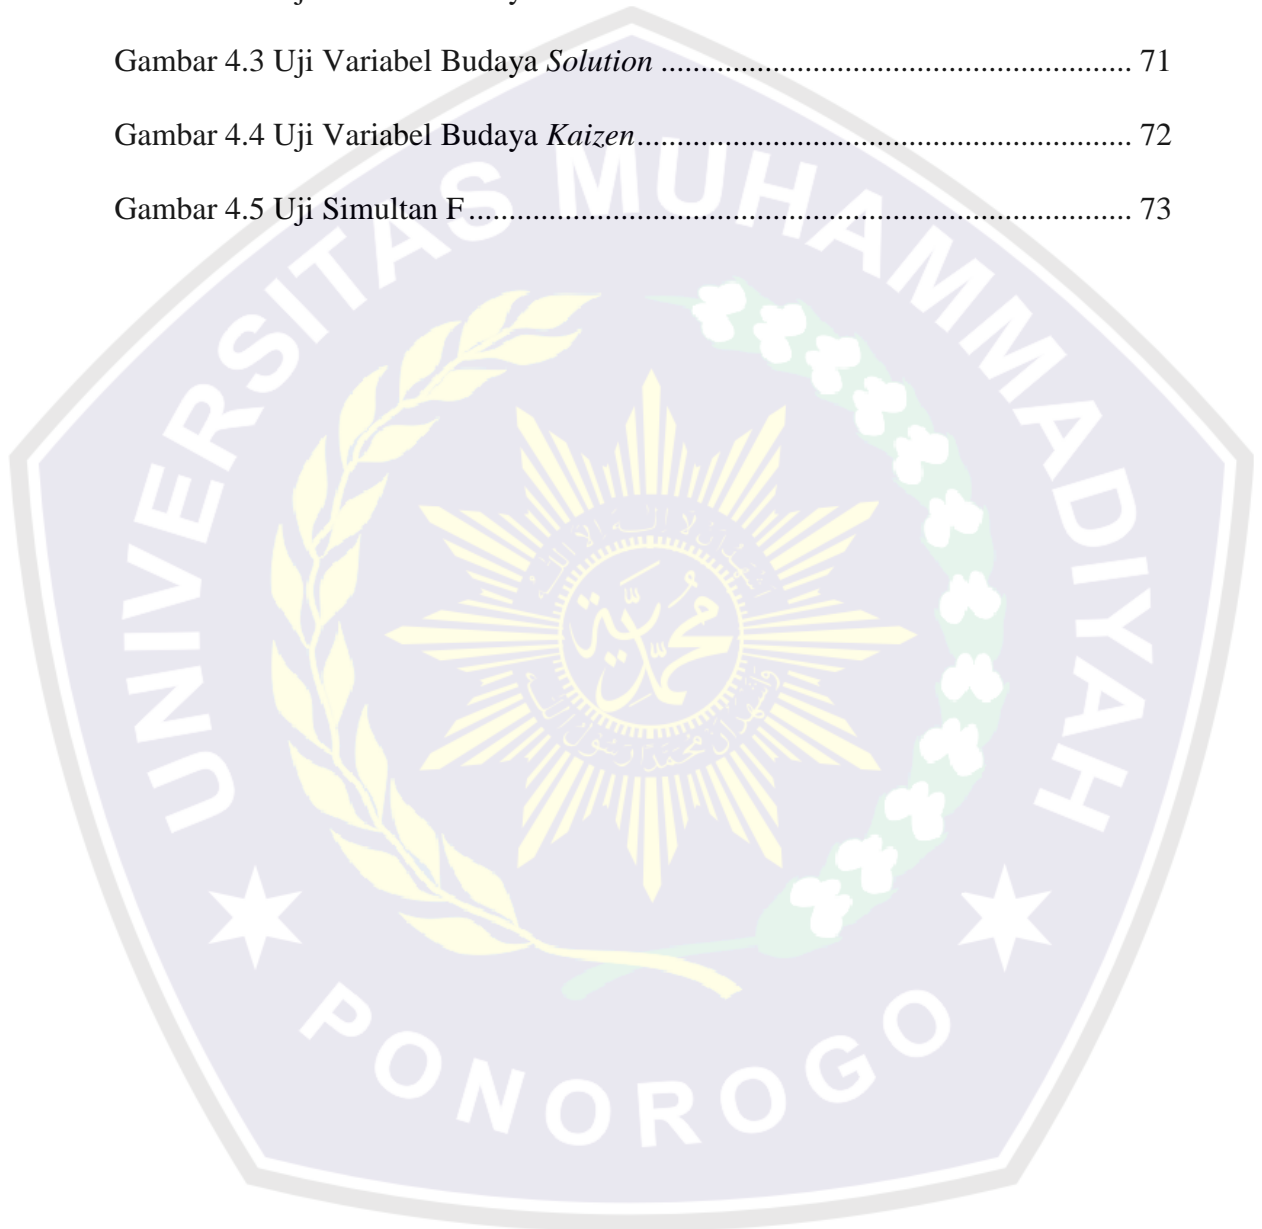 Gambar 4.3 Uji Variabel Budaya Solution ........................................................ 71
Gambar 4.4 Uji Variabel Budaya Kaizen........................................................... 72
Gambar 4.5 Uji Simultan F............................................................................... 73
UNIVERSITAS MUHAMMADIYAH
محمدية
PONOROGO